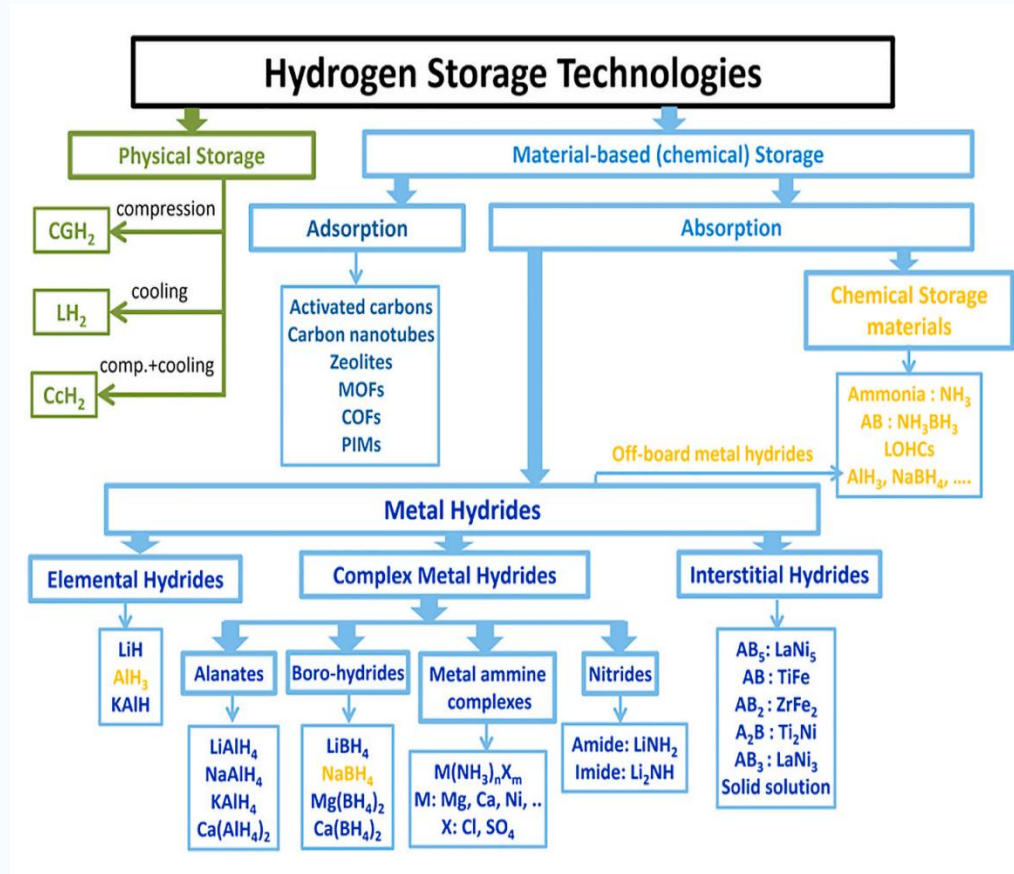 Hydrogen Storage Technologies
Physical Storage
Material-based (chemical) Storage
compression
CGH₂
cooling
LH₂
comp.+cooling
CcH₂
Adsorption
Absorption
Activated carbons
Carbon nanotubes
Zeolites
MOFs
COFs
PIMs
Chemical Storage
materials
Ammonia : NH₃
AB : NH₃BH₃
LOHCs
AlH₃, NaBH₄, ....
Off-board metal hydrides
Metal Hydrides
Elemental Hydrides
Complex Metal Hydrides
Interstitial Hydrides
LiH
AlH₃
KAlH
Alanates
Boro-hydrides
Metal ammine
complexes
Nitrides
LiAlH₄
NaAlH₄
KAlH₄
Ca(AlH₄)₂
LiBH₄
NaBH₄
Mg(BH₄)₂
Ca(BH₄)₂
M(NH₃)ₙXₘ
M: Mg, Ca, Ni, ..
X: Cl, SO₄
Amide: LiNH₂
Imide: Li₂NH
AB₅: LaNi₅
AB: TiFe
AB₂: ZrFe₂
A₂B: Ti₂Ni
AB₃: LaNi₃
Solid solution